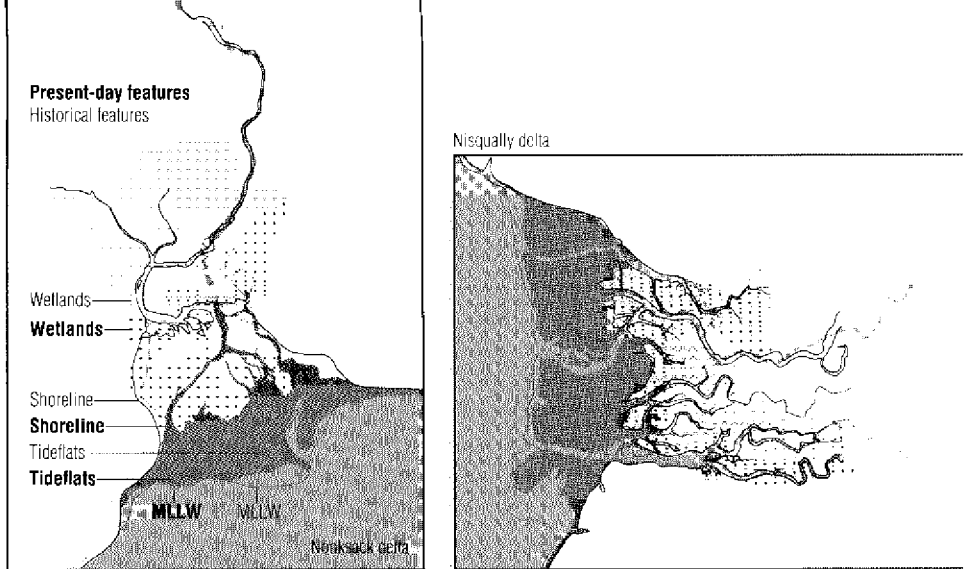 Present-day features
Historical features
Wetlands
Wetlands
Shoreline
Shoreline
Tideflats
Tideflats
MLLW
MLLW
Nooksack delta
Nisqually delta